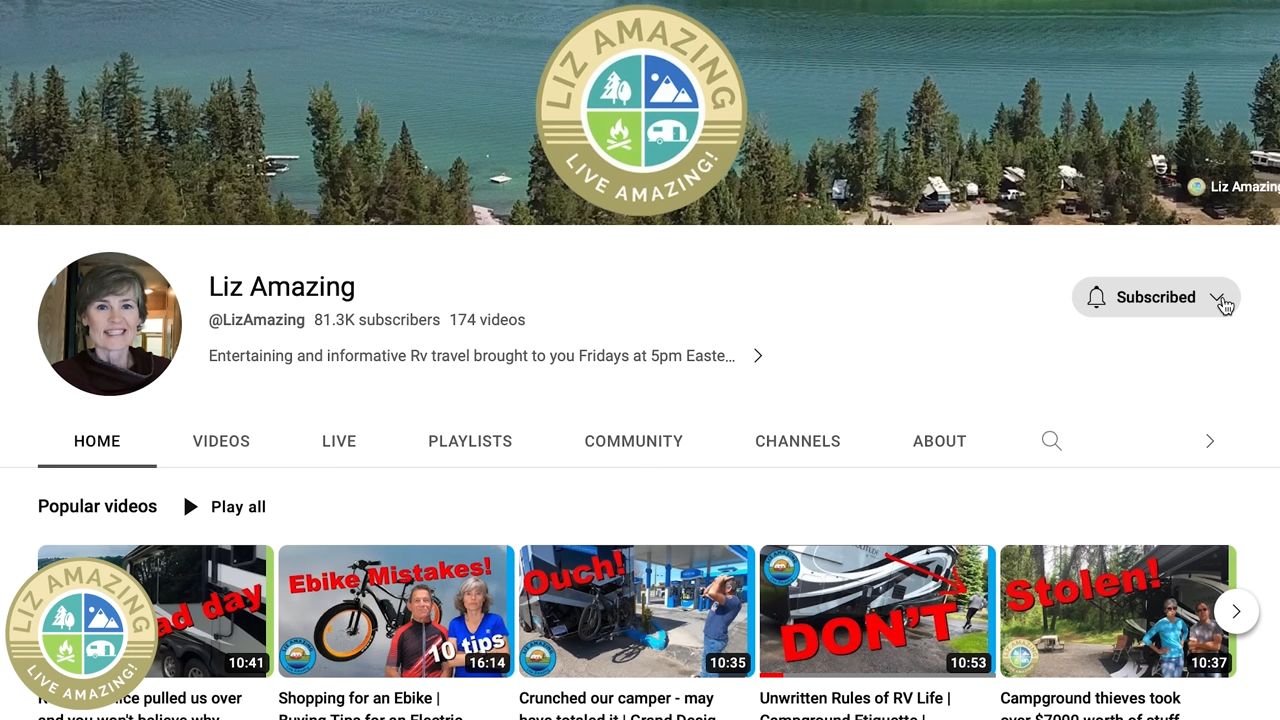 LIZ AMAZING
LIVE AMAZING!
Liz Amazing
Liz Amazing
@LizAmazing 81.3K subscribers 174 videos
Subscribed
Entertaining and informative Rv travel brought to you Fridays at 5pm Easte...
HOME VIDEOS LIVE PLAYLISTS COMMUNITY CHANNELS ABOUT
Popular videos Play all
ad day
10:41
Ebike Mistakes!
10 tips
16:14
Ouch!
10:35
DON'T
10:53
Stolen!
10:37
LIZ AMAZING
LIVE AMAZING!
pulled us over
and you won't believe why
Shopping for an Ebike |
Buying Tips for an Electric
Crunched our camper - may
have totaled it | Grand Desig
Unwritten Rules of RV Life |
Campground Etiquette |
Campground thieves took
over $7000 worth of stuff